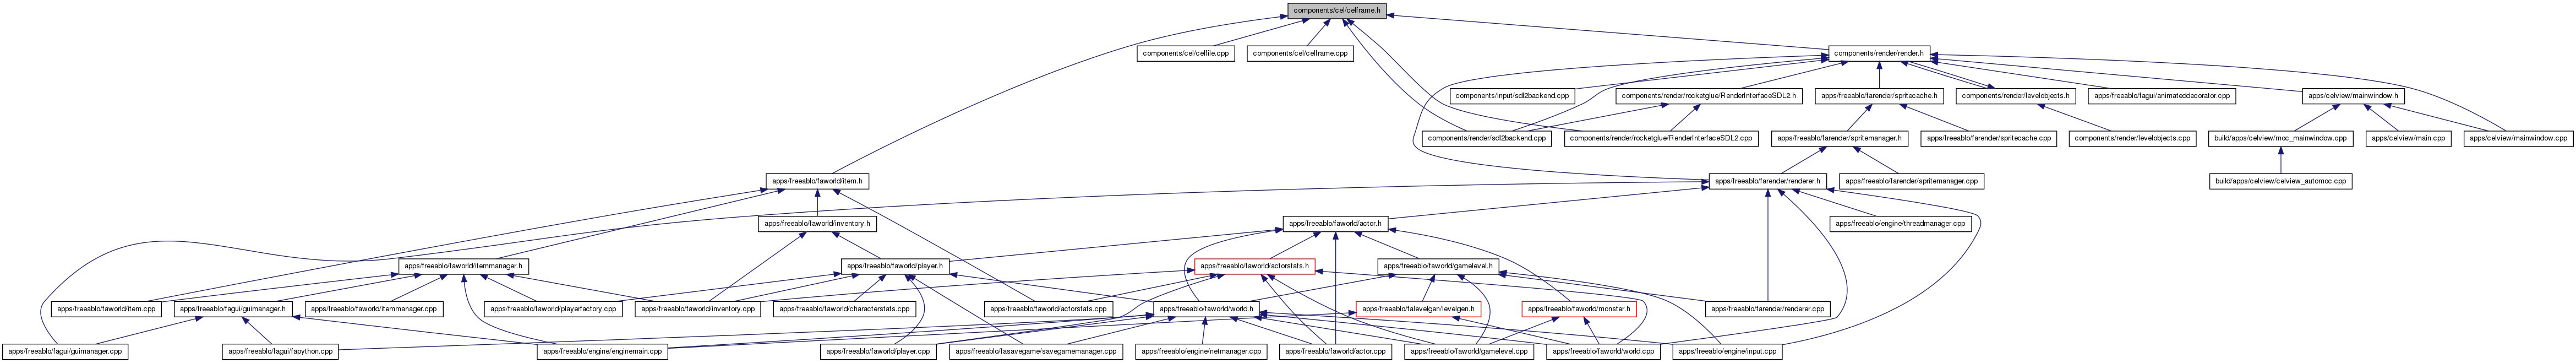 components/cel/celframe.h
components/cel/celfile.cpp
components/cel/celframe.cpp
components/render/render.h
components/input/sdl2backend.cpp
components/render/rocketglue/RenderInterfaceSDL2.h
apps/freeablo/farender/spritecache.h
components/render/levelobjects.h
apps/freeablo/fagui/animateddecorator.cpp
apps/celview/mainwindow.h
components/render/sdl2backend.cpp
components/render/rocketglue/RenderInterfaceSDL2.cpp
apps/freeablo/farender/spritemanager.h
apps/freeablo/farender/spritecache.cpp
components/render/levelobjects.cpp
build/apps/celview/moc_mainwindow.cpp
apps/celview/main.cpp
apps/celview/mainwindow.cpp
apps/freeablo/faworld/item.h
apps/freeablo/farender/renderer.h
apps/freeablo/farender/spritemanager.cpp
build/apps/celview/celview_automoc.cpp
apps/freeablo/faworld/inventory.h
apps/freeablo/faworld/actor.h
apps/freeablo/engine/threadmanager.cpp
apps/freeablo/faworld/itemmanager.h
apps/freeablo/faworld/player.h
apps/freeablo/faworld/actorstats.h
apps/freeablo/faworld/gamelevel.h
apps/freeablo/faworld/item.cpp
apps/freeablo/fagui/guimanager.h
apps/freeablo/faworld/itemmanager.cpp
apps/freeablo/faworld/playerfactory.cpp
apps/freeablo/faworld/inventory.cpp
apps/freeablo/faworld/characterstats.cpp
apps/freeablo/faworld/actorstats.cpp
apps/freeablo/faworld/world.h
apps/freeablo/falevelgen/levelgen.h
apps/freeablo/faworld/monster.h
apps/freeablo/farender/renderer.cpp
apps/freeablo/fagui/guimanager.cpp
apps/freeablo/fagui/fapython.cpp
apps/freeablo/engine/enginemain.cpp
apps/freeablo/faworld/player.cpp
apps/freeablo/fasavegame/savegamemanager.cpp
apps/freeablo/engine/netmanager.cpp
apps/freeablo/faworld/actor.cpp
apps/freeablo/faworld/gamelevel.cpp
apps/freeablo/faworld/world.cpp
apps/freeablo/engine/input.cpp